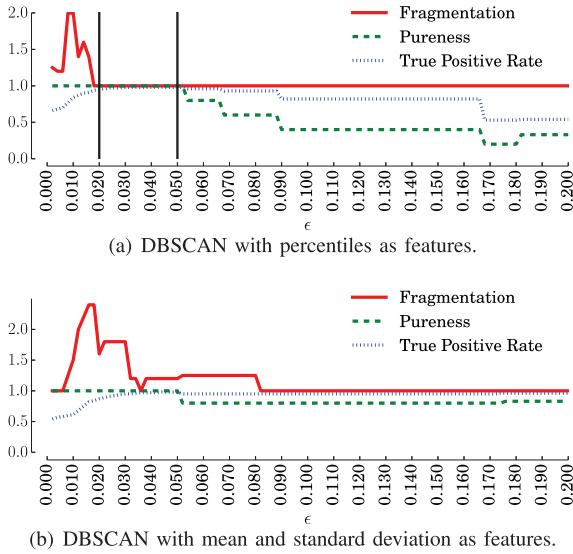 Fragmentation
Pureness
True Positive Rate
2.0
1.5
1.0
0.5
0.0
0.000 0.010 0.020 0.030 0.040 0.050 0.060 0.070 0.080 0.090 0.100 0.110 0.120 0.130 0.140 0.150 0.160 0.170 0.180 0.190 0.200
ϵ
(a) DBSCAN with percentiles as features.
Fragmentation
Pureness
True Positive Rate
2.0
1.5
1.0
0.5
0.0
0.000 0.010 0.020 0.030 0.040 0.050 0.060 0.070 0.080 0.090 0.100 0.110 0.120 0.130 0.140 0.150 0.160 0.170 0.180 0.190 0.200
ϵ
(b) DBSCAN with mean and standard deviation as features.